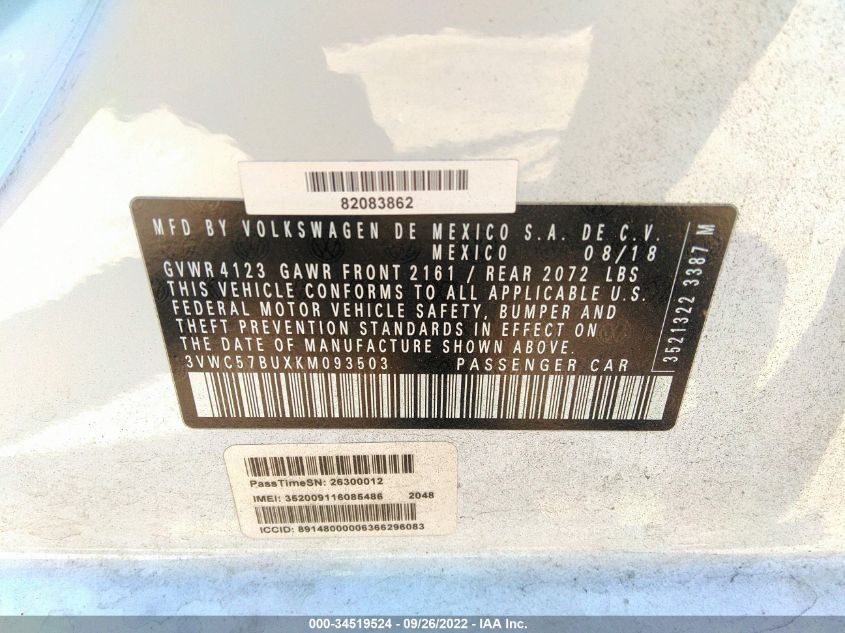 82083862
MFD BY VOLKSWAGEN DE MEXICO S.A. DE C.V.
MEXICO 08/18
GVWR 4123 GAWR FRONT 2161 / REAR 2072 LBS
THIS VEHICLE CONFORMS TO ALL APPLICABLE U.S.
FEDERAL MOTOR VEHICLE SAFETY, BUMPER AND
THEFT PREVENTION STANDARDS IN EFFECT ON
THE DATE OF MANUFACTURE SHOWN ABOVE.
3VWC57BUXKM093503 PASSENGER CAR
3521322 3387 M
PassTimeSN: 26300012
IMEI: 352009116085486 2048
ICCID: 89148000006366296083
000-34519524 - 09/26/2022 - IAA Inc.